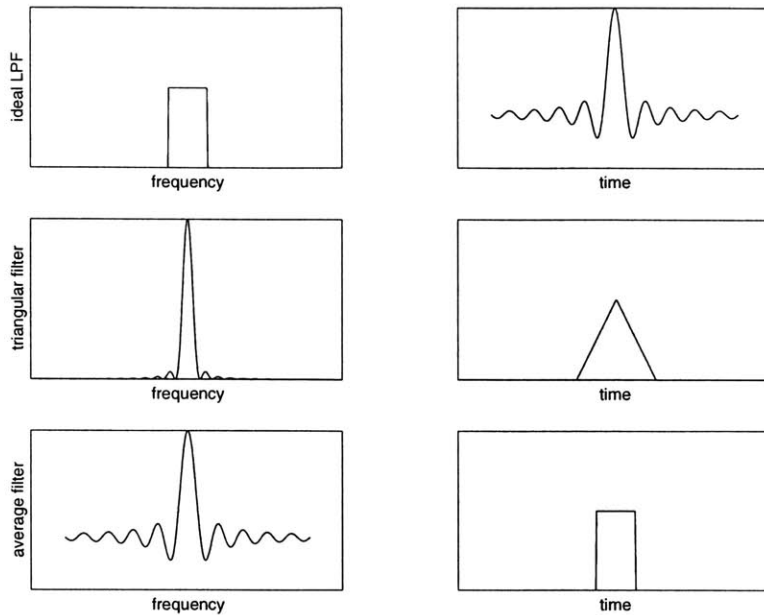 ideal LPF
frequency
time
triangular filter
frequency
time
average filter
frequency
time